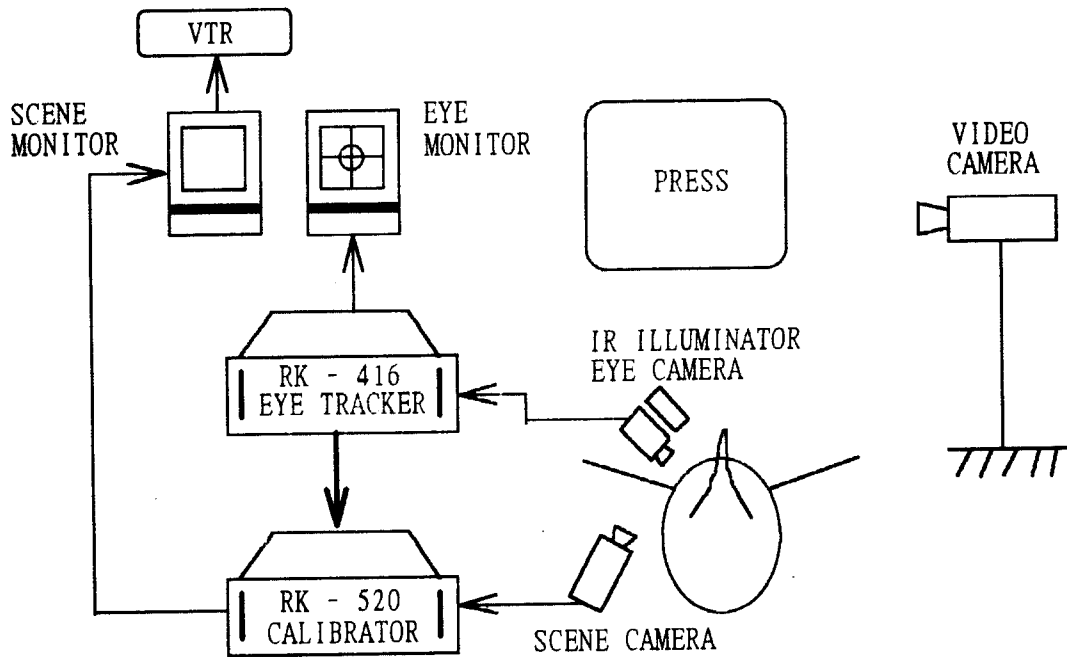 VTR
SCENE
MONITOR
EYE
MONITOR
PRESS
VIDEO
CAMERA
IR ILLUMINATOR
EYE CAMERA
RK - 416
EYE TRACKER
RK - 520
CALIBRATOR
SCENE CAMERA